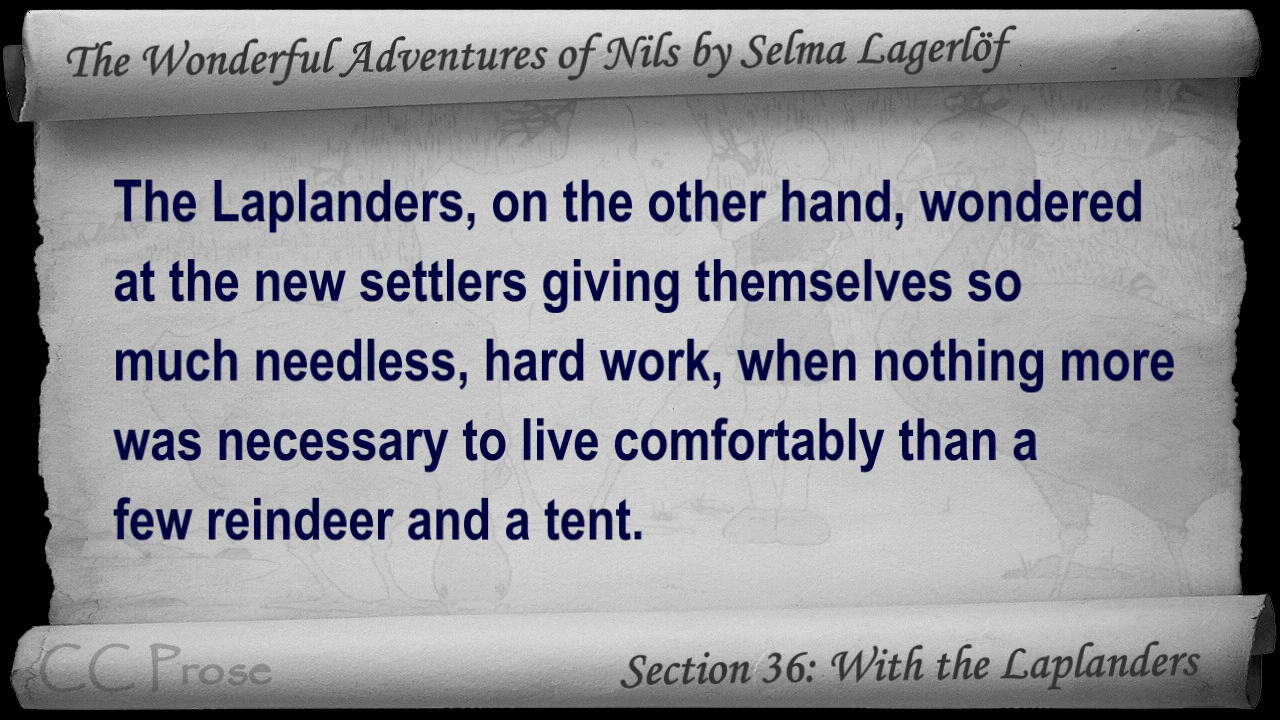 The Wonderful Adventures of Nils by Selma Lagerlöf
The Laplanders, on the other hand, wondered
at the new settlers giving themselves so
much needless, hard work, when nothing more
was necessary to live comfortably than a
few reindeer and a tent.
CC Prose
Section 36: With the Laplanders